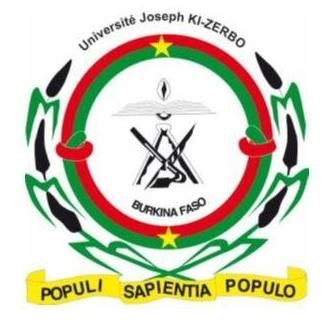 Université Joseph KI-ZERBO
BURKINA FASO
POPULI SAPIENTIA POPULO